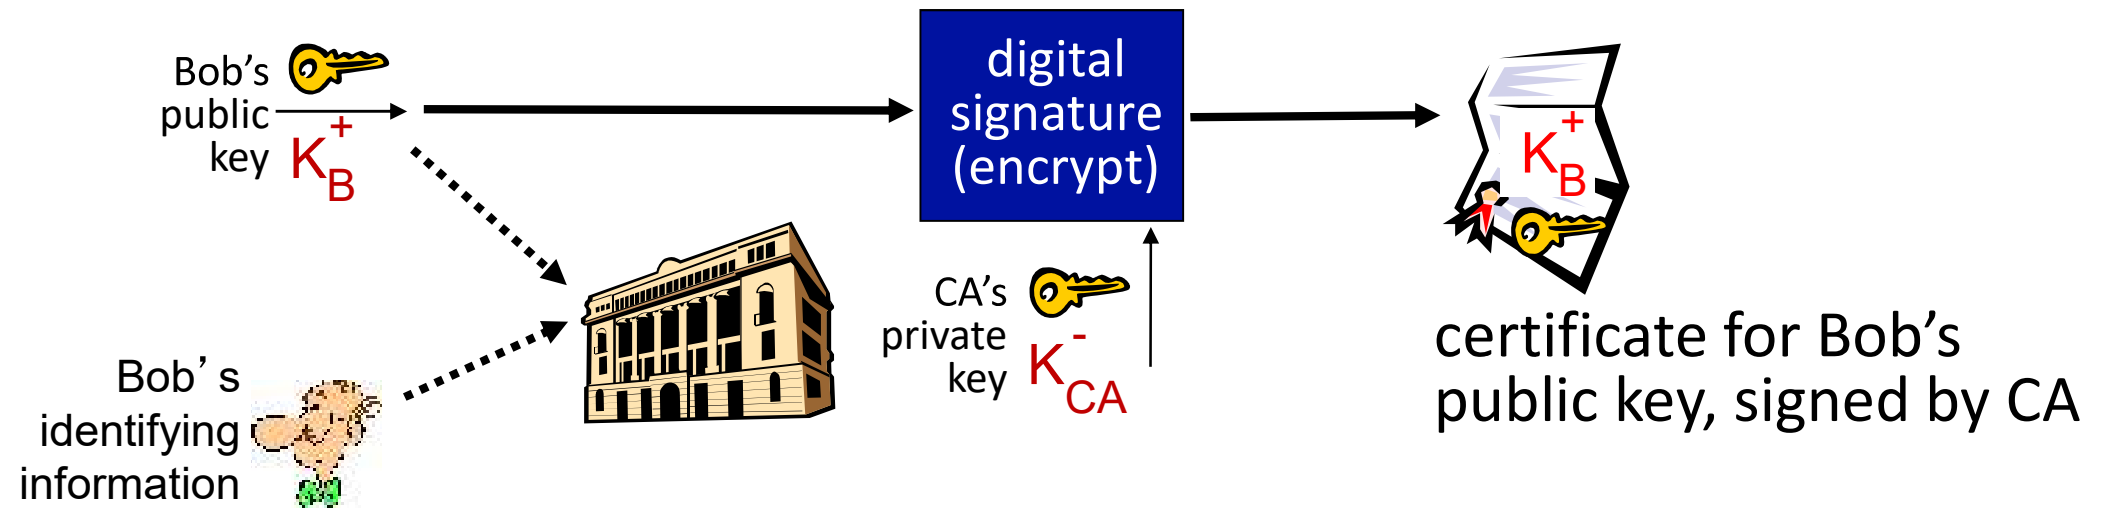 Bob’s
public
key
K+B
digital
signature
(encrypt)
K+B
CA’s
private
key
K-CA
certificate for Bob’s
public key, signed by CA
Bob’s
identifying
information